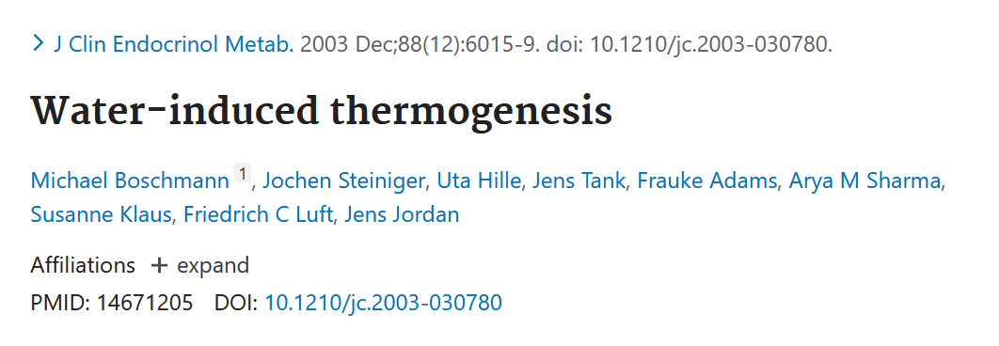 > J Clin Endocrinol Metab. 2003 Dec;88(12):6015-9. doi: 10.1210/jc.2003-030780.
Water-induced thermogenesis
Michael Boschmann 1, Jochen Steiniger, Uta Hille, Jens Tank, Frauke Adams, Arya M Sharma,
Susanne Klaus, Friedrich C Luft, Jens Jordan
Affiliations + expand
PMID: 14671205 DOI: 10.1210/jc.2003-030780